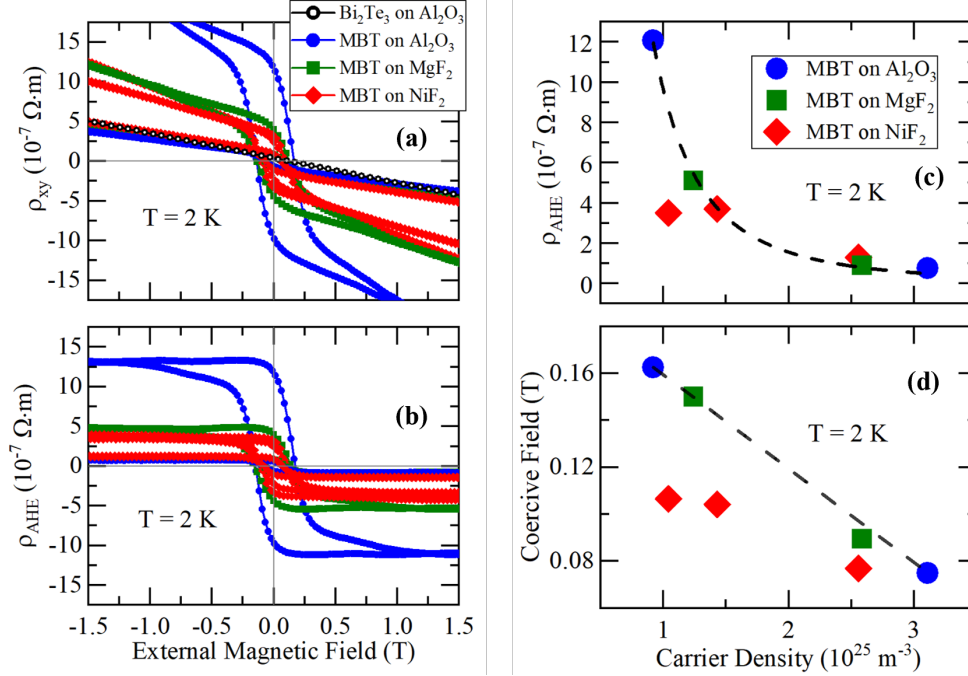 Bi₂Te₃ on Al₂O₃
MBT on Al₂O₃
MBT on MgF₂
MBT on NiF₂
15
10
5
0
-5
-10
-15
ρxy (10⁻⁷ Ω·m)
(a)
T = 2 K
15
10
5
0
-5
-10
-15
ρAHE (10⁻⁷ Ω·m)
(b)
T = 2 K
-1.5 -1.0 -0.5 0.0 0.5 1.0 1.5
External Magnetic Field (T)
12
10
8
6
4
2
0
ρAHE (10⁻⁷ Ω·m)
MBT on Al₂O₃
MBT on MgF₂
MBT on NiF₂
(c)
T = 2 K
0.16
0.12
0.08
Coercive Field (T)
(d)
T = 2 K
1 2 3
Carrier Density (10²⁵ m⁻³)